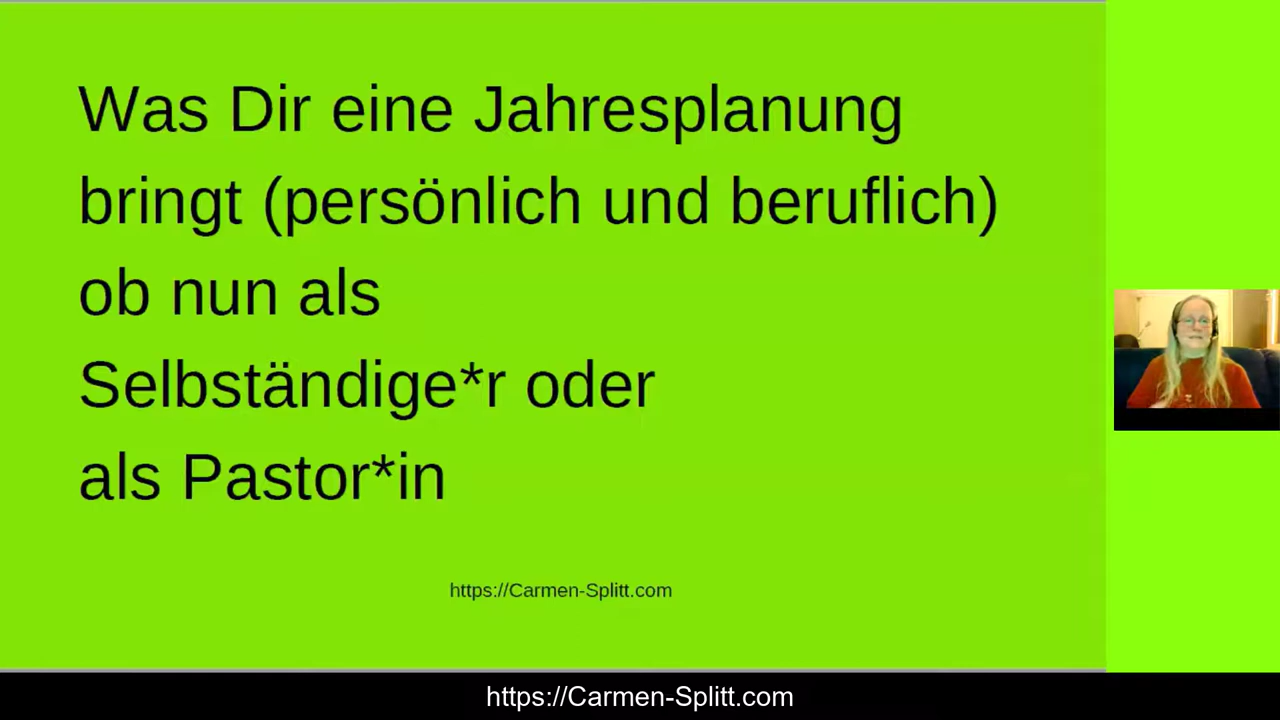 Was Dir eine Jahresplanung
bringt (persönlich und beruflich)
ob nun als
Selbständige*r oder
als Pastor*in
https://Carmen-Splitt.com
https://Carmen-Splitt.com